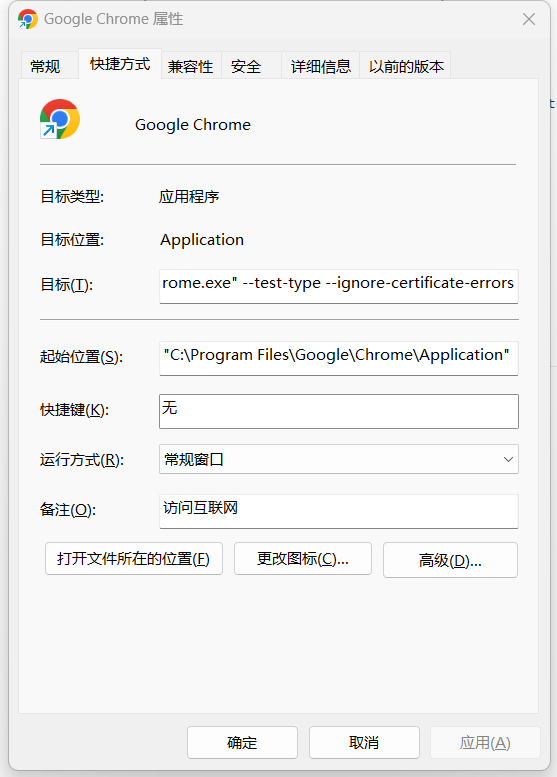 Google Chrome 属性
常规 快捷方式 兼容性 安全 详细信息 以前的版本
Google Chrome
目标类型: 应用程序
目标位置: Application
目标(T): rome.exe" --test-type --ignore-certificate-errors
起始位置(S): "C:\Program Files\Google\Chrome\Application"
快捷键(K): 无
运行方式(R): 常规窗口
备注(O): 访问互联网
打开文件所在的位置(F) 更改图标(C)... 高级(D)...
确定 取消 应用(A)